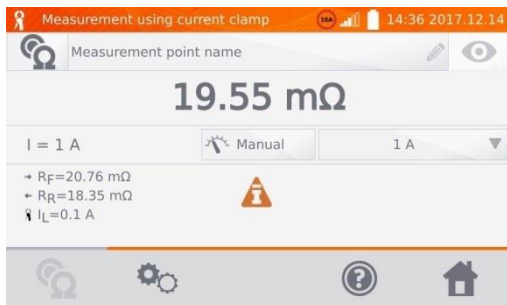 Measurement using current clamp 10A 14:36 2017.12.14
Measurement point name
19.55 mΩ
I = 1 A Manual 1 A
→ RF=20.76 mΩ
← RR=18.35 mΩ
IL=0.1 A